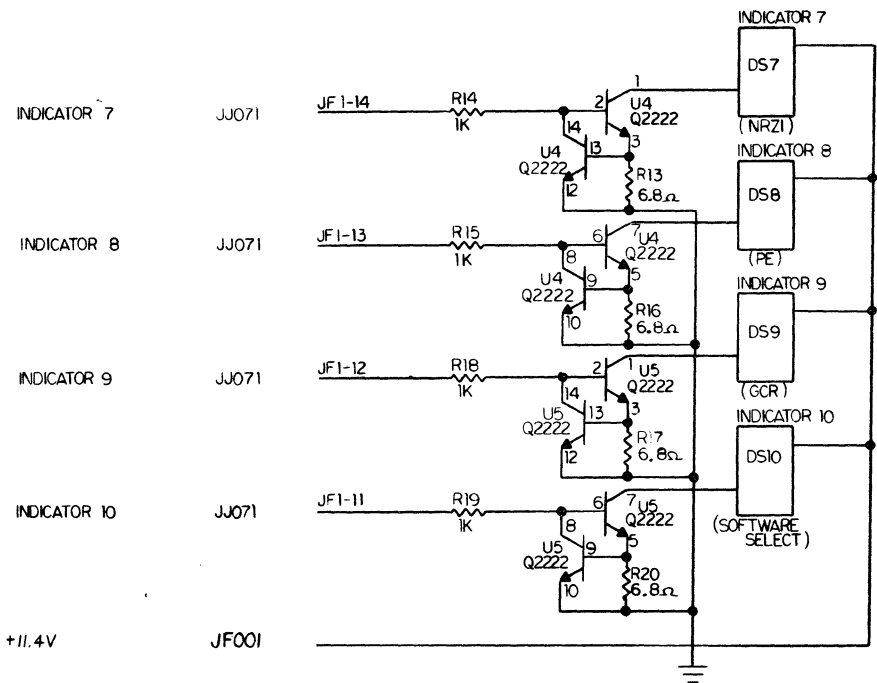 INDICATOR 7
DS7
(NRZI)
INDICATOR 7 JJ071 JF1-14 R14 1K
2 1 U4 Q2222 3
14 U4 13 Q2222 12
R13 6.8Ω
INDICATOR 8
DS8
(PE)
INDICATOR 8 JJ071 JF1-13 R15 1K
6 7 U4 Q2222 5
8 U4 9 Q2222 10
R16 6.8Ω
INDICATOR 9
DS9
(GCR)
INDICATOR 9 JJ071 JF1-12 R18 1K
2 1 U5 Q2222 3
14 U5 13 Q2222 12
R17 6.8Ω
INDICATOR 10
DS10
(SOFTWARE
SELECT)
INDICATOR 10 JJ071 JF1-11 R19 1K
6 7 U5 Q2222 5
8 U5 9 Q2222 10
R20 6.8Ω
+11.4V JF001